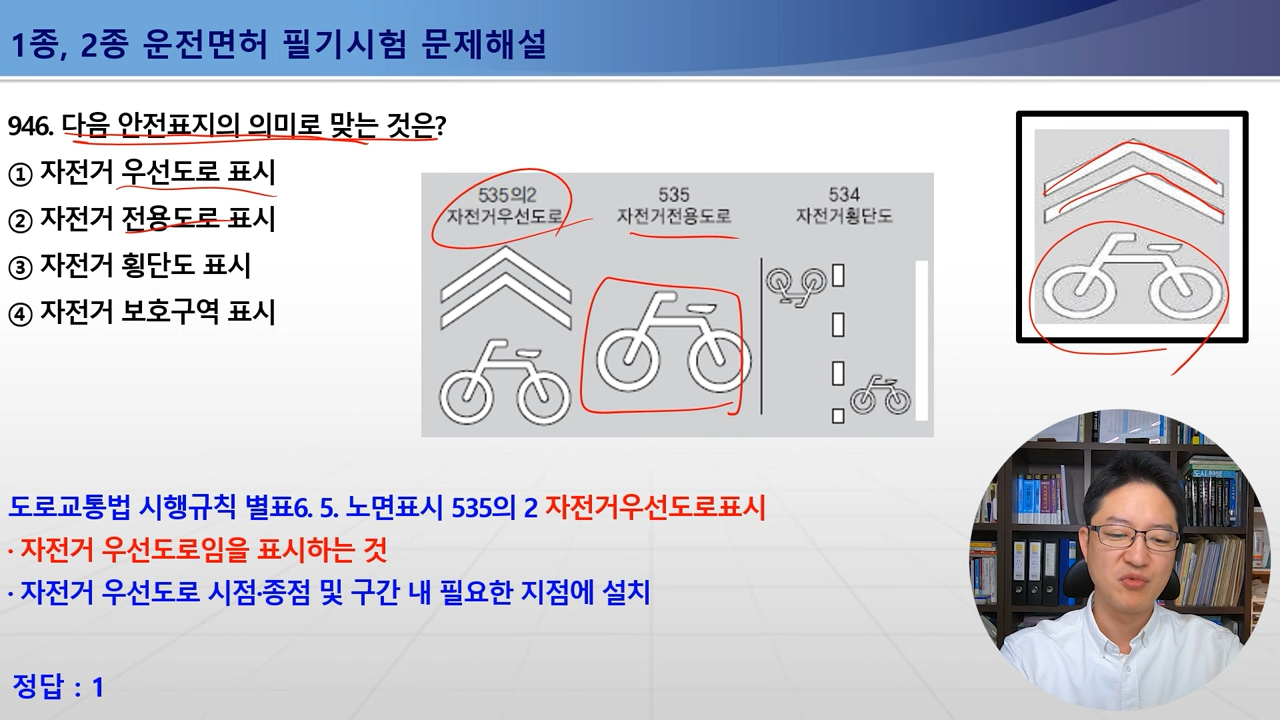 1종, 2종 운전면허 필기시험 문제해설
946. 다음 안전표지의 의미로 맞는 것은?
① 자전거 우선도로 표시
② 자전거 전용도로 표시
③ 자전거 횡단도 표시
④ 자전거 보호구역 표시
535의2
자전거우선도로
535
자전거전용도로
534
자전거횡단도
도로교통법 시행규칙 별표6. 5. 노면표시 535의 2 자전거우선도로표시
· 자전거 우선도로임을 표시하는 것
· 자전거 우선도로 시점·종점 및 구간 내 필요한 지점에 설치
정답 : 1